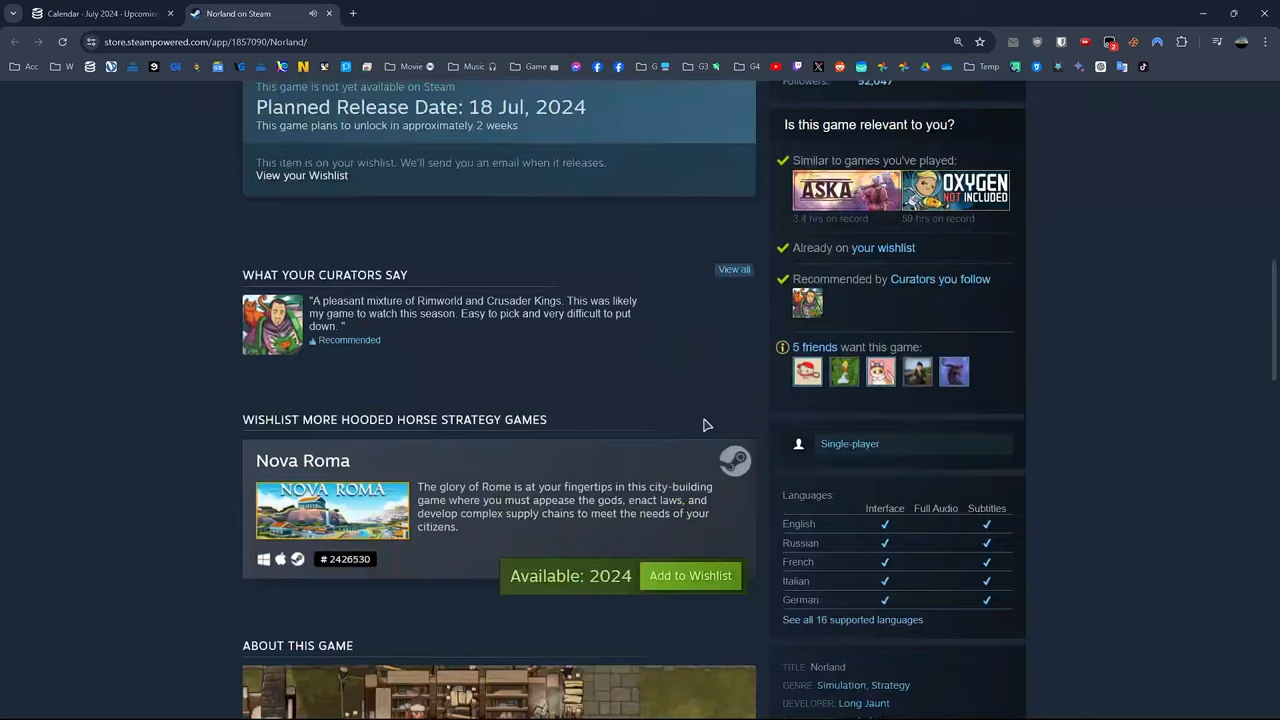 Calendar · July 2024 - Upcomin
Norland on Steam
store.steampowered.com/app/1857090/Norland/
2
Acc
W
Movie
Music
Game
G
G3
G4
Temp
This game is not yet available on Steam
Planned Release Date: 18 Jul, 2024
This game plans to unlock in approximately 2 weeks
This item is on your wishlist. We'll send you an email when it releases.
View your Wishlist
WHAT YOUR CURATORS SAY
View all
"A pleasant mixture of Rimworld and Crusader Kings. This was likely
my game to watch this season. Easy to pick and very difficult to put
down. "
Recommended
WISHLIST MORE HOODED HORSE STRATEGY GAMES
Nova Roma
NOVA ROMA
The glory of Rome is at your fingertips in this city-building
game where you must appease the gods, enact laws, and
develop complex supply chains to meet the needs of your
citizens.
# 2426530
Available: 2024
Add to Wishlist
ABOUT THIS GAME
Followers:
Is this game relevant to you?
Similar to games you've played:
ASKA
OXYGEN
NOT INCLUDED
3.4 hrs on record
59 hrs on record
Already on your wishlist
Recommended by Curators you follow
5 friends want this game:
Single-player
Languages:
Interface Full Audio Subtitles
English ✔ ✔
Russian ✔ ✔
French ✔ ✔
Italian ✔ ✔
German ✔ ✔
See all 16 supported languages
TITLE: Norland
GENRE: Simulation, Strategy
DEVELOPER: Long Jaunt